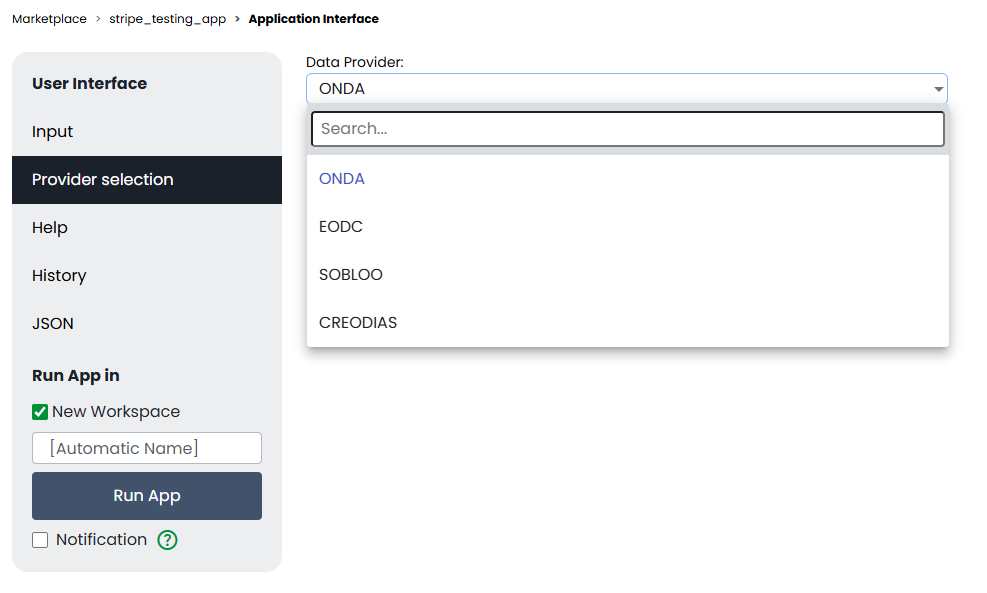 Marketplace > stripe_testing_app > Application Interface
User Interface
Input
Provider selection
Help
History
JSON
Run App in
New Workspace
[Automatic Name]
Run App
Notification ?
Data Provider:
ONDA
Search...
ONDA
EODC
SOBLOO
CREODIAS